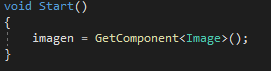 void Start()
{
imagen = GetComponent<Image>();
}